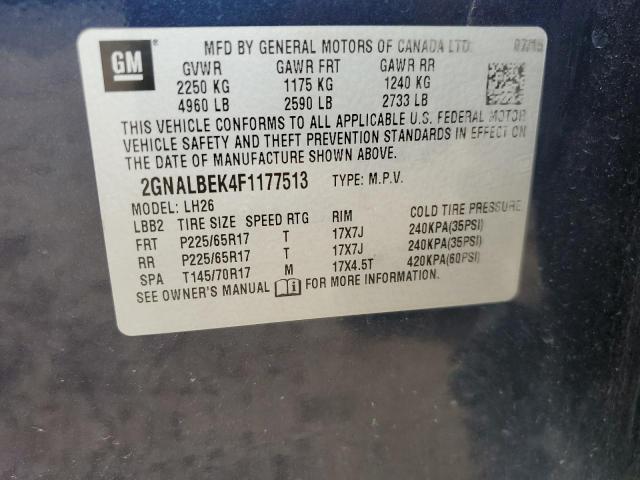 GM
MFD BY GENERAL MOTORS OF CANADA LTD. 07/15
GVWR GAWR FRT GAWR RR
2250 KG 1175 KG 1240 KG
4960 LB 2590 LB 2733 LB
THIS VEHICLE CONFORMS TO ALL APPLICABLE U.S. FEDERAL MOTOR
VEHICLE SAFETY AND THEFT PREVENTION STANDARDS IN EFFECT ON
THE DATE OF MANUFACTURE SHOWN ABOVE.
2GNALBEK4F1177513 TYPE: M.P.V.
MODEL: LH26
LBB2 TIRE SIZE SPEED RTG RIM COLD TIRE PRESSURE
FRT P225/65R17 T 17X7J 240KPA(35PSI)
RR P225/65R17 T 17X7J 240KPA(35PSI)
SPA T145/70R17 M 17X4.5T 420KPA(60PSI)
SEE OWNER'S MANUAL FOR MORE INFORMATION.